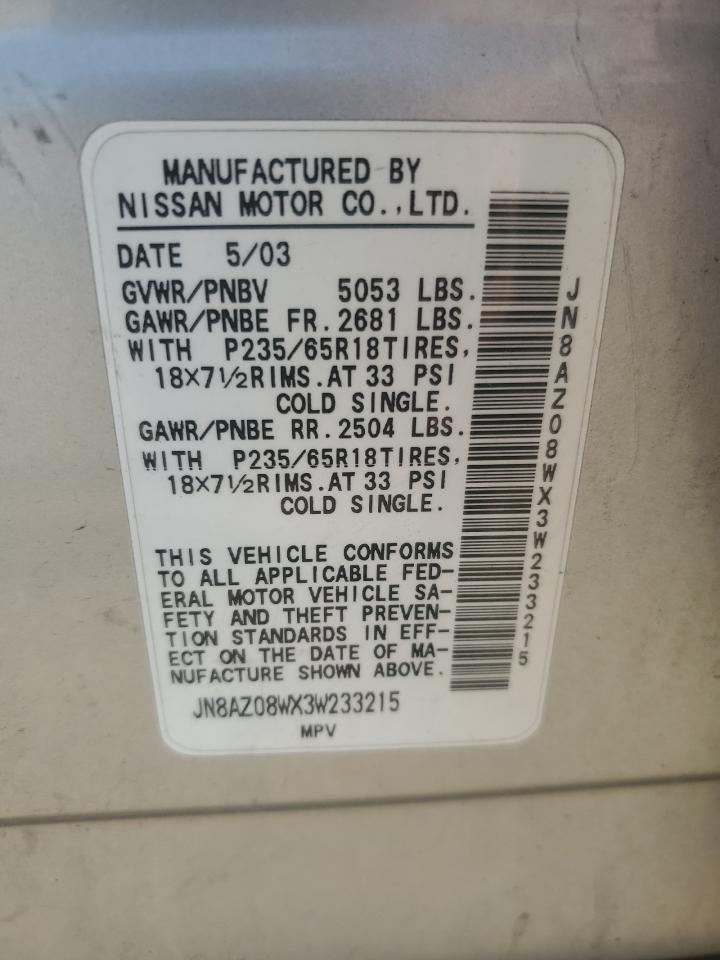 MANUFACTURED BY
NISSAN MOTOR CO.,LTD.
DATE 5/03
GVWR/PNBV 5053 LBS.
GAWR/PNBE FR.2681 LBS.
WITH P235/65R18TIRES,
18×7½RIMS.AT 33 PSI
COLD SINGLE.
GAWR/PNBE RR.2504 LBS.
WITH P235/65R18TIRES,
18×7½RIMS.AT 33 PSI
COLD SINGLE.
THIS VEHICLE CONFORMS
TO ALL APPLICABLE FED-
ERAL MOTOR VEHICLE SA-
FETY AND THEFT PREVEN-
TION STANDARDS IN EFF-
ECT ON THE DATE OF MA-
NUFACTURE SHOWN ABOVE.
JN8AZ08WX3W233215
MPV
JN8AZ08WX3W233215